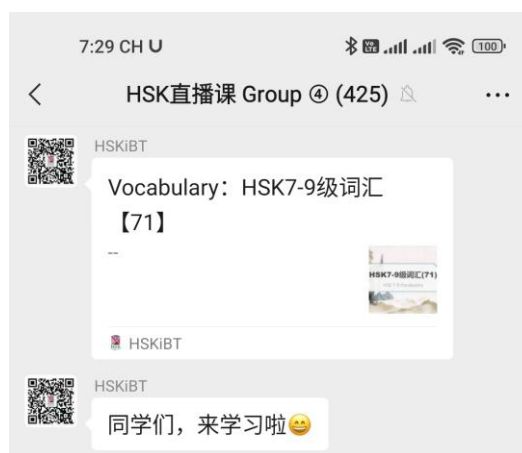 7:29 CH U
100
HSK直播课 Group ④ (425)
HSKiBT
Vocabulary：HSK7-9级词汇
【71】
--
HSK7-9级词汇(71)
HSKiBT
HSKiBT
同学们，来学习啦😄